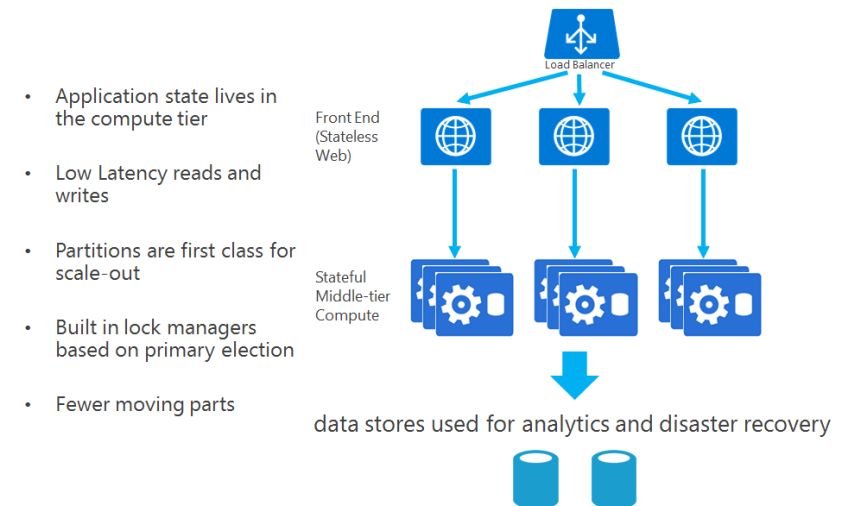 Load Balancer
• Application state lives in
the compute tier
• Low Latency reads and
writes
• Partitions are first class for
scale-out
• Built in lock managers
based on primary election
• Fewer moving parts
Front End
(Stateless
Web)
Stateful
Middle-tier
Compute
data stores used for analytics and disaster recovery